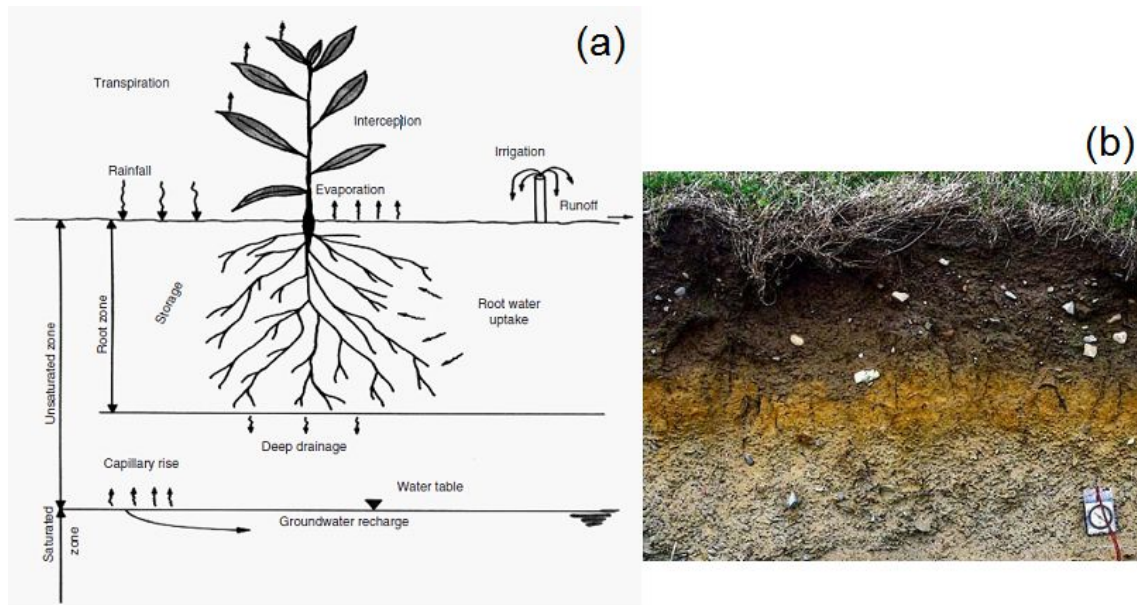 (a)
Transpiration
Interception
Irrigation
(b)
Rainfall
Evaporation
Runoff
Storage
Root water
uptake
Root zone
Unsaturated zone
Deep drainage
Capillary rise
Water table
Groundwater recharge
Saturated
zone